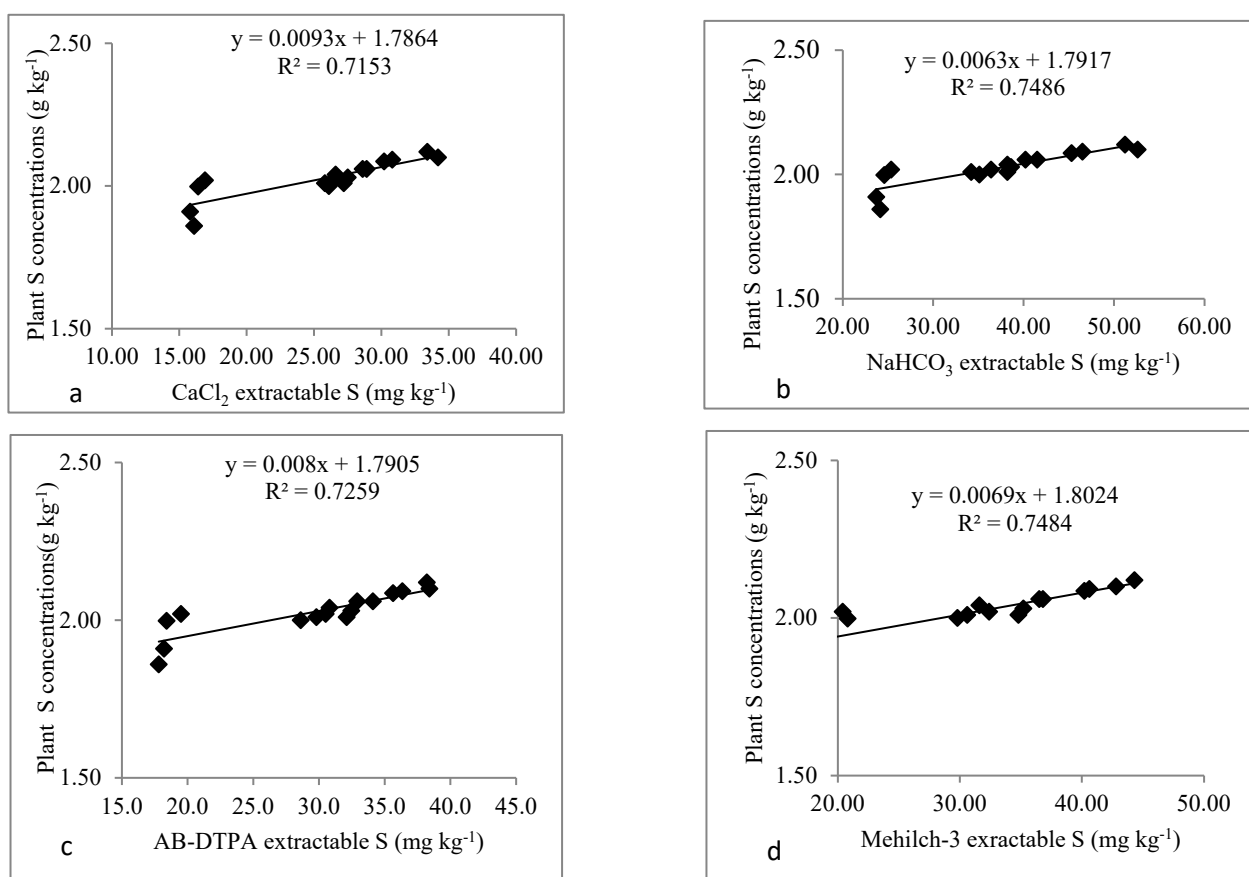 y = 0.0093x + 1.7864
R² = 0.7153
2.50
2.00
1.50
10.00 15.00 20.00 25.00 30.00 35.00 40.00
Plant S concentrations (g kg⁻¹)
CaCl₂ extractable S (mg kg⁻¹)
a
y = 0.0063x + 1.7917
R² = 0.7486
2.50
2.00
1.50
20.00 30.00 40.00 50.00 60.00
Plant S concentrations (g kg⁻¹)
NaHCO₃ extractable S (mg kg⁻¹)
b
y = 0.008x + 1.7905
R² = 0.7259
2.50
2.00
1.50
15.0 20.0 25.0 30.0 35.0 40.0 45.0
Plant S concentrations(g kg⁻¹)
AB-DTPA extractable S (mg kg⁻¹)
c
y = 0.0069x + 1.8024
R² = 0.7484
2.50
2.00
1.50
20.00 30.00 40.00 50.00
Plant S concentrations (g kg⁻¹)
Mehilch-3 extractable S (mg kg⁻¹)
d